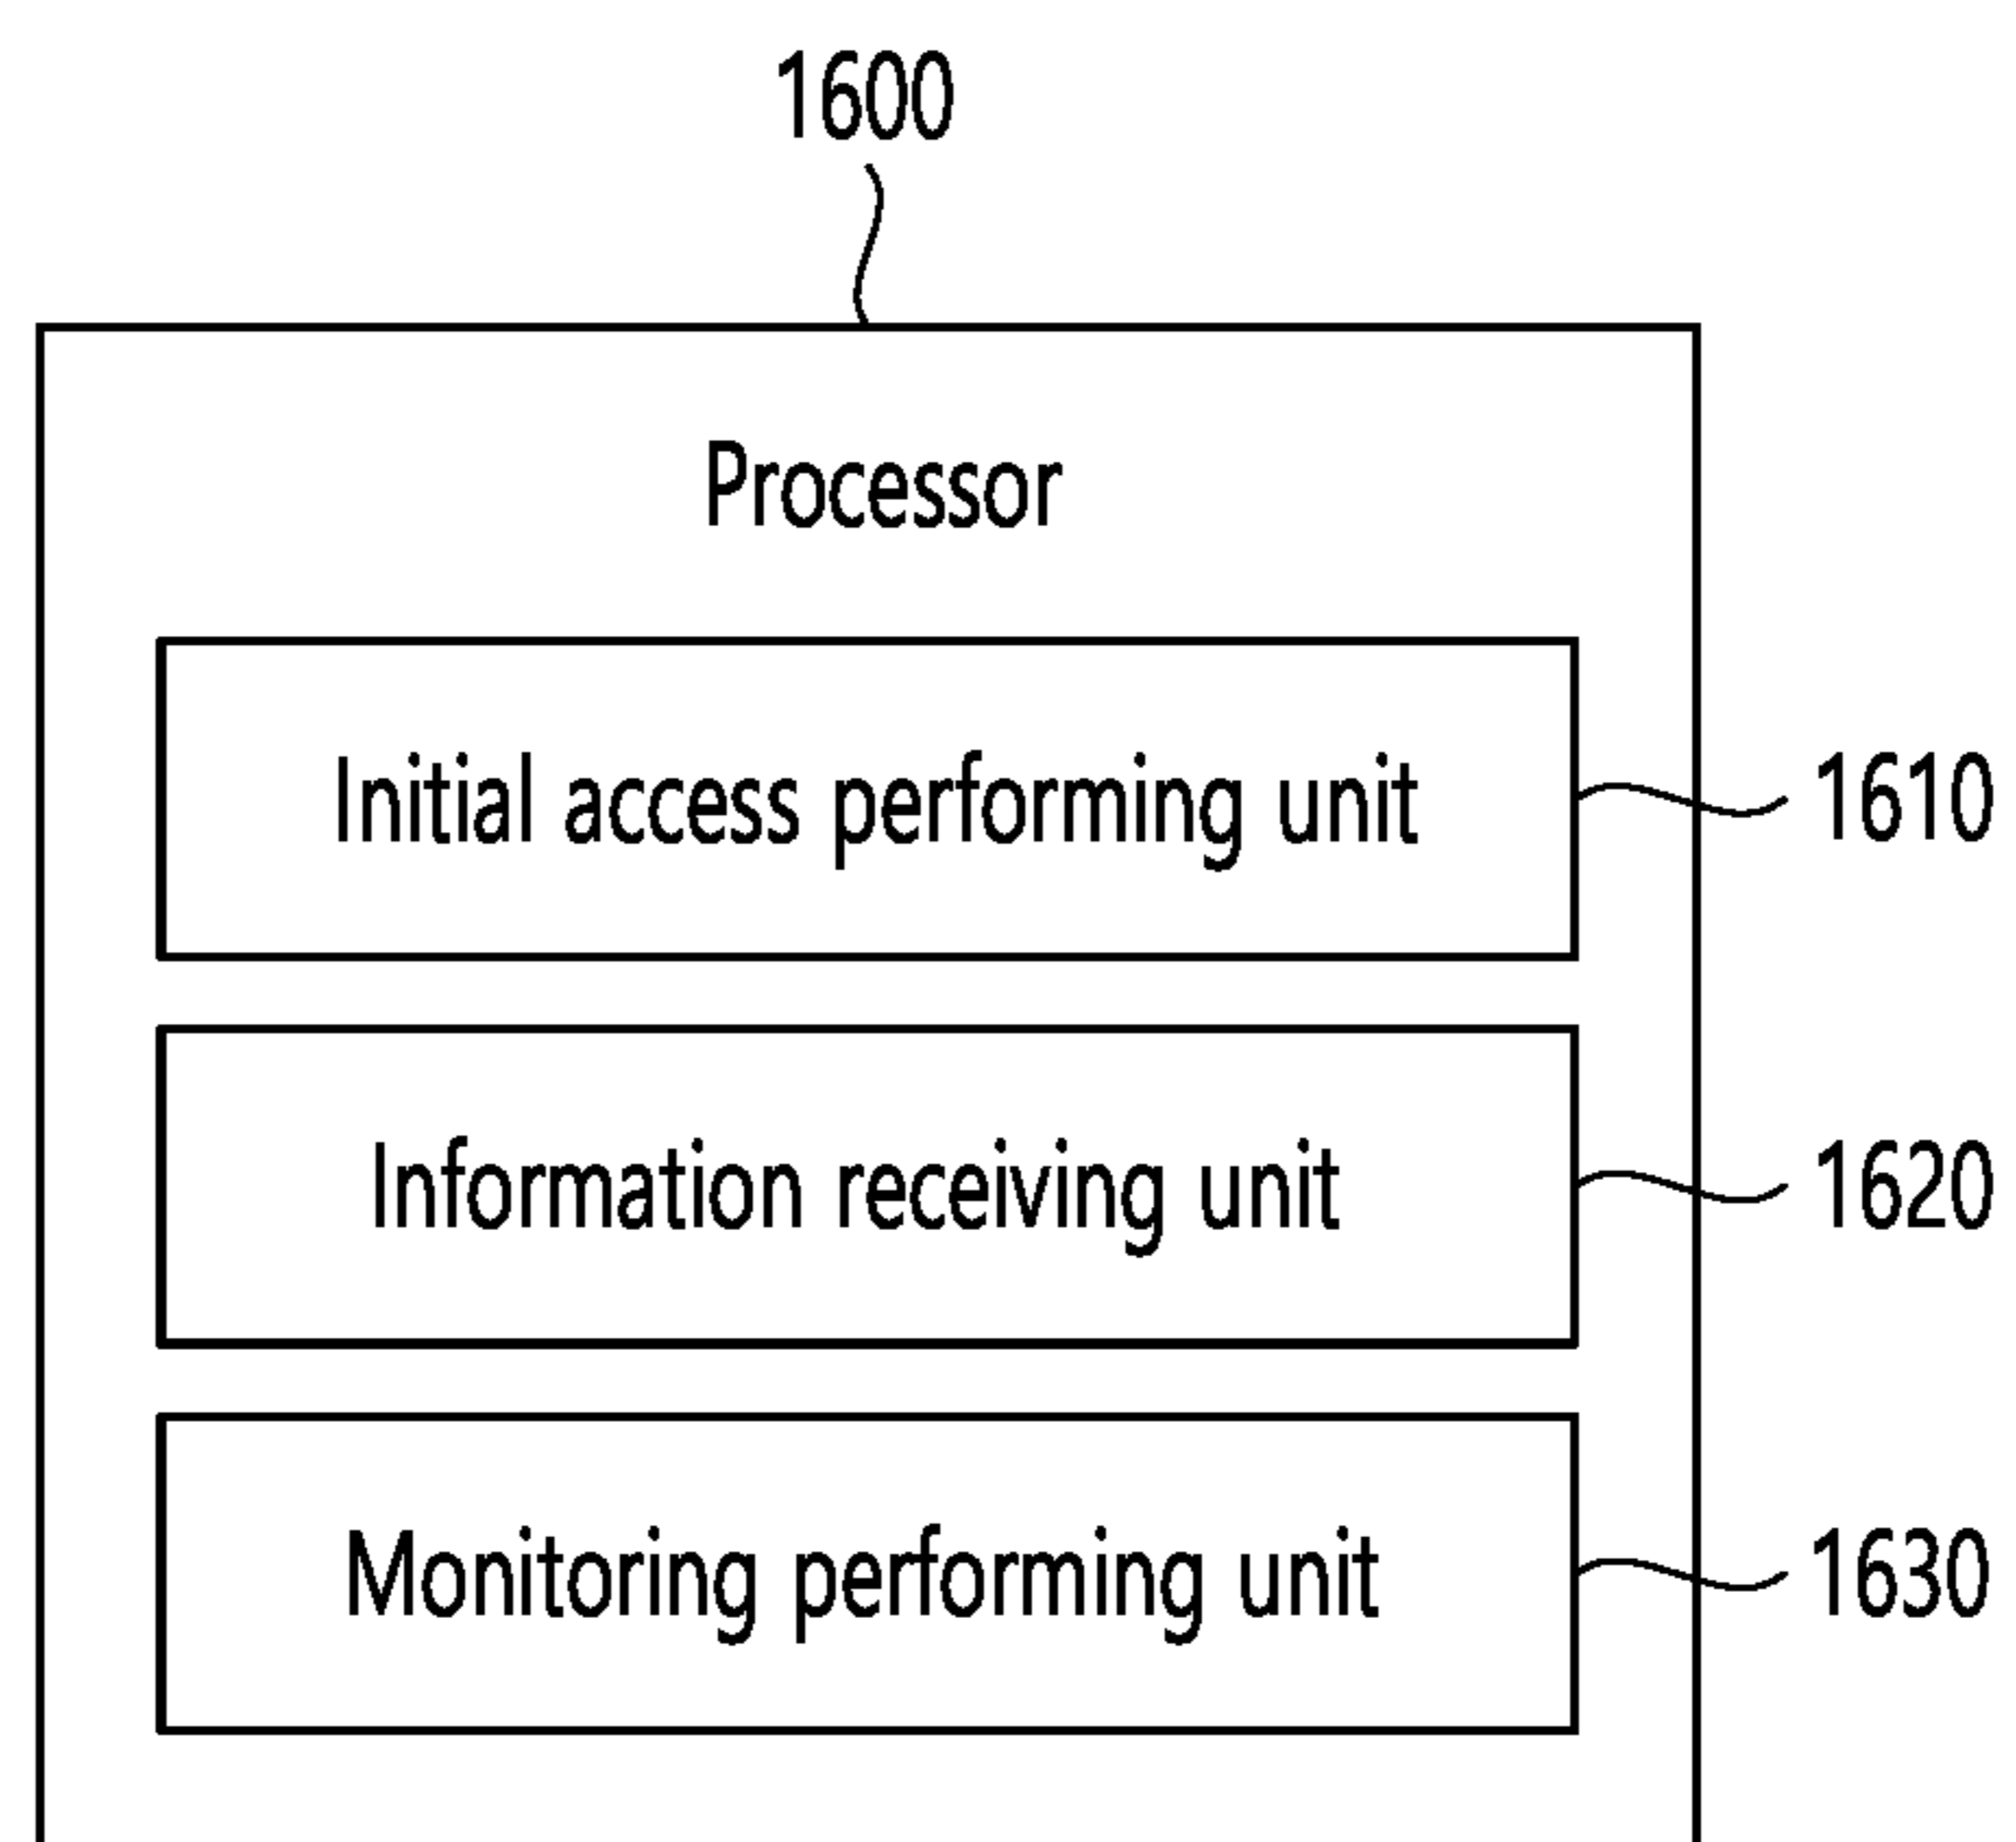 1600
Processor
Initial access performing unit
1610
Information receiving unit
1620
Monitoring performing unit
1630